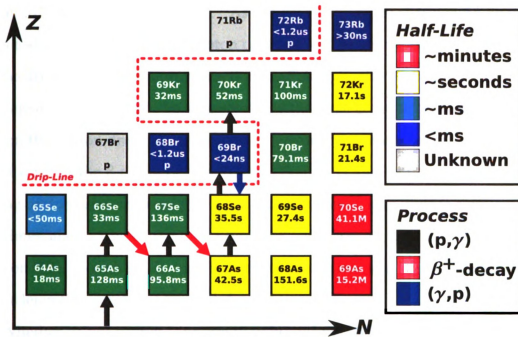 Z
71Rb
p
72Rb
<1.2us
p
73Rb
>30ns
69Kr
32ms
70Kr
52ms
71Kr
100ms
72Kr
17.1s
67Br
p
68Br
<1.2us
p
69Br
<24ns
70Br
79.1ms
71Br
21.4s
Drip-Line
65Se
<50ms
66Se
33ms
67Se
136ms
68Se
35.5s
69Se
27.4s
70Se
41.1M
64As
18ms
65As
128ms
66As
95.8ms
67As
42.5s
68As
151.6s
69As
15.2M
N
Half-Life
~minutes
~seconds
~ms
<ms
Unknown
Process
(p,γ)
β+-decay
(γ,p)